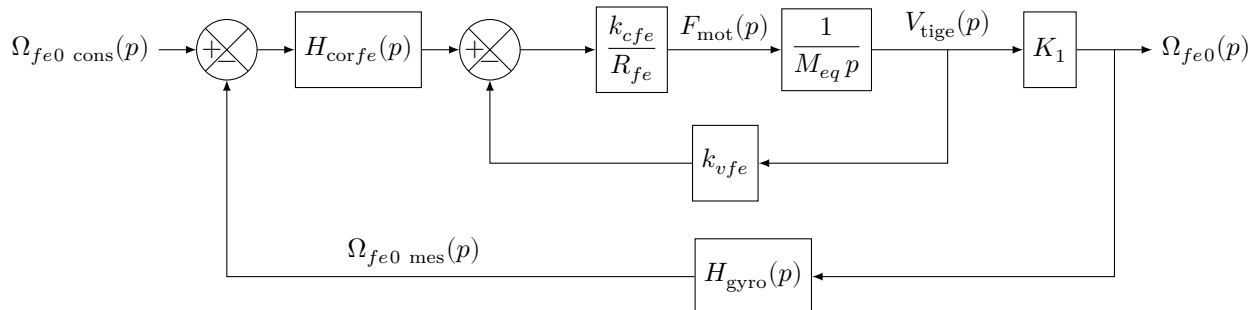 Ω_{fe0 cons}(p)
+
−
H_{corfe}(p)
+
−
k_{cfe}
R_{fe}
F_{mot}(p)
1
M_{eq} p
V_{tige}(p)
K_1
Ω_{fe0}(p)
k_{vfe}
Ω_{fe0 mes}(p)
H_{gyro}(p)